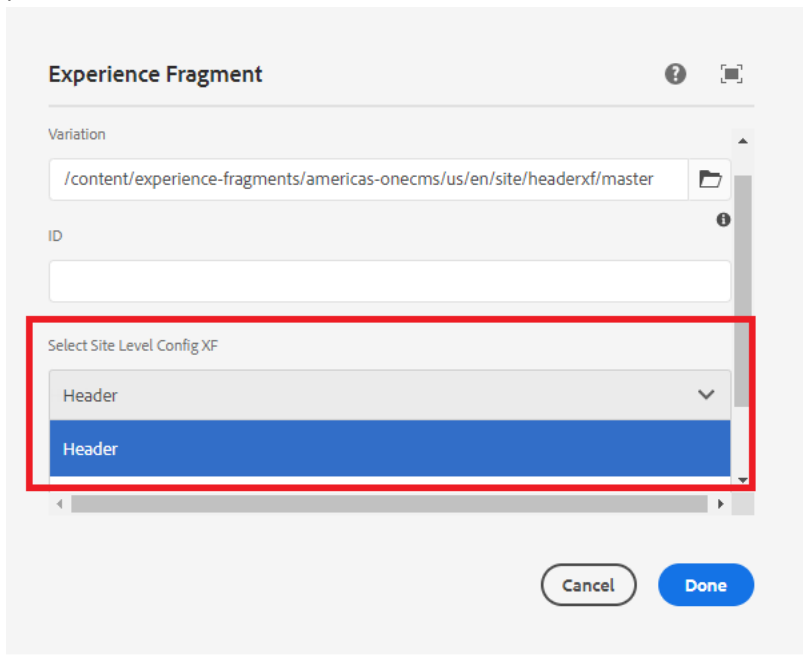 Experience Fragment
Variation
/content/experience-fragments/americas-onecms/us/en/site/headerxf/master
ID
Select Site Level Config XF
Header
Header
Cancel
Done